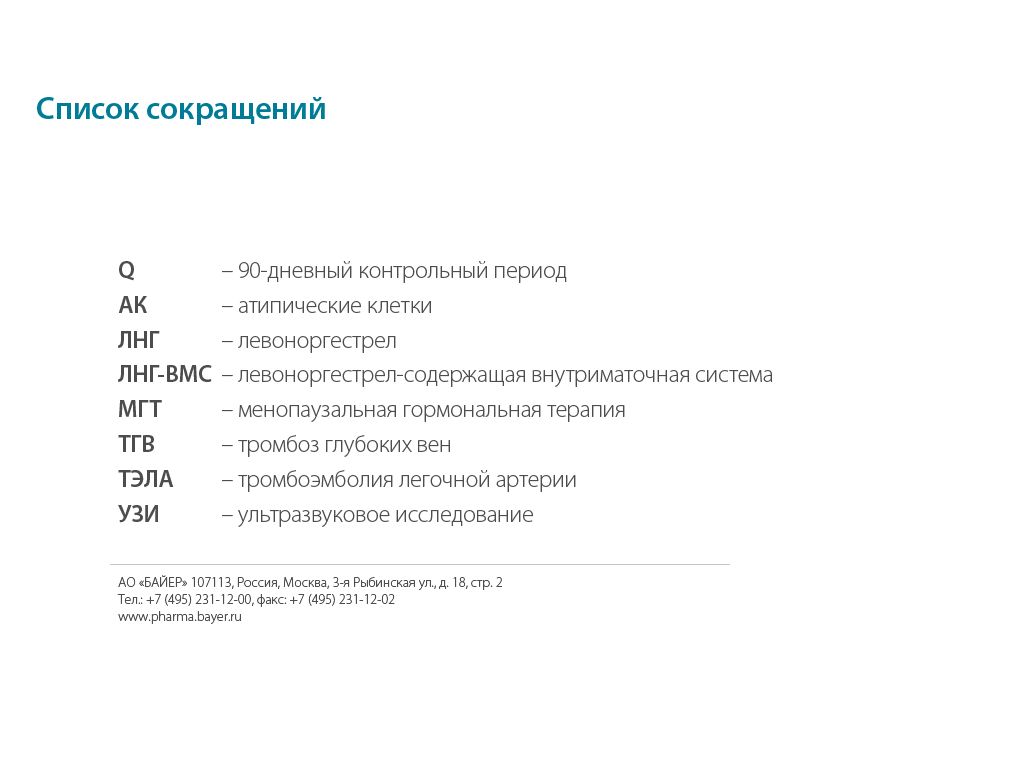 Список сокращений
Q – 90-дневный контрольный период
АК – атипические клетки
ЛНГ – левоноргестрел
ЛНГ-ВМС – левоноргестрел-содержащая внутриматочная система
МГТ – менопаузальная гормональная терапия
ТГВ – тромбоз глубоких вен
ТЭЛА – тромбоэмболия легочной артерии
УЗИ – ультразвуковое исследование
АО «БАЙЕР» 107113, Россия, Москва, 3-я Рыбинская ул., д. 18, стр. 2
Тел.: +7 (495) 231-12-00, факс: +7 (495) 231-12-02
www.pharma.bayer.ru